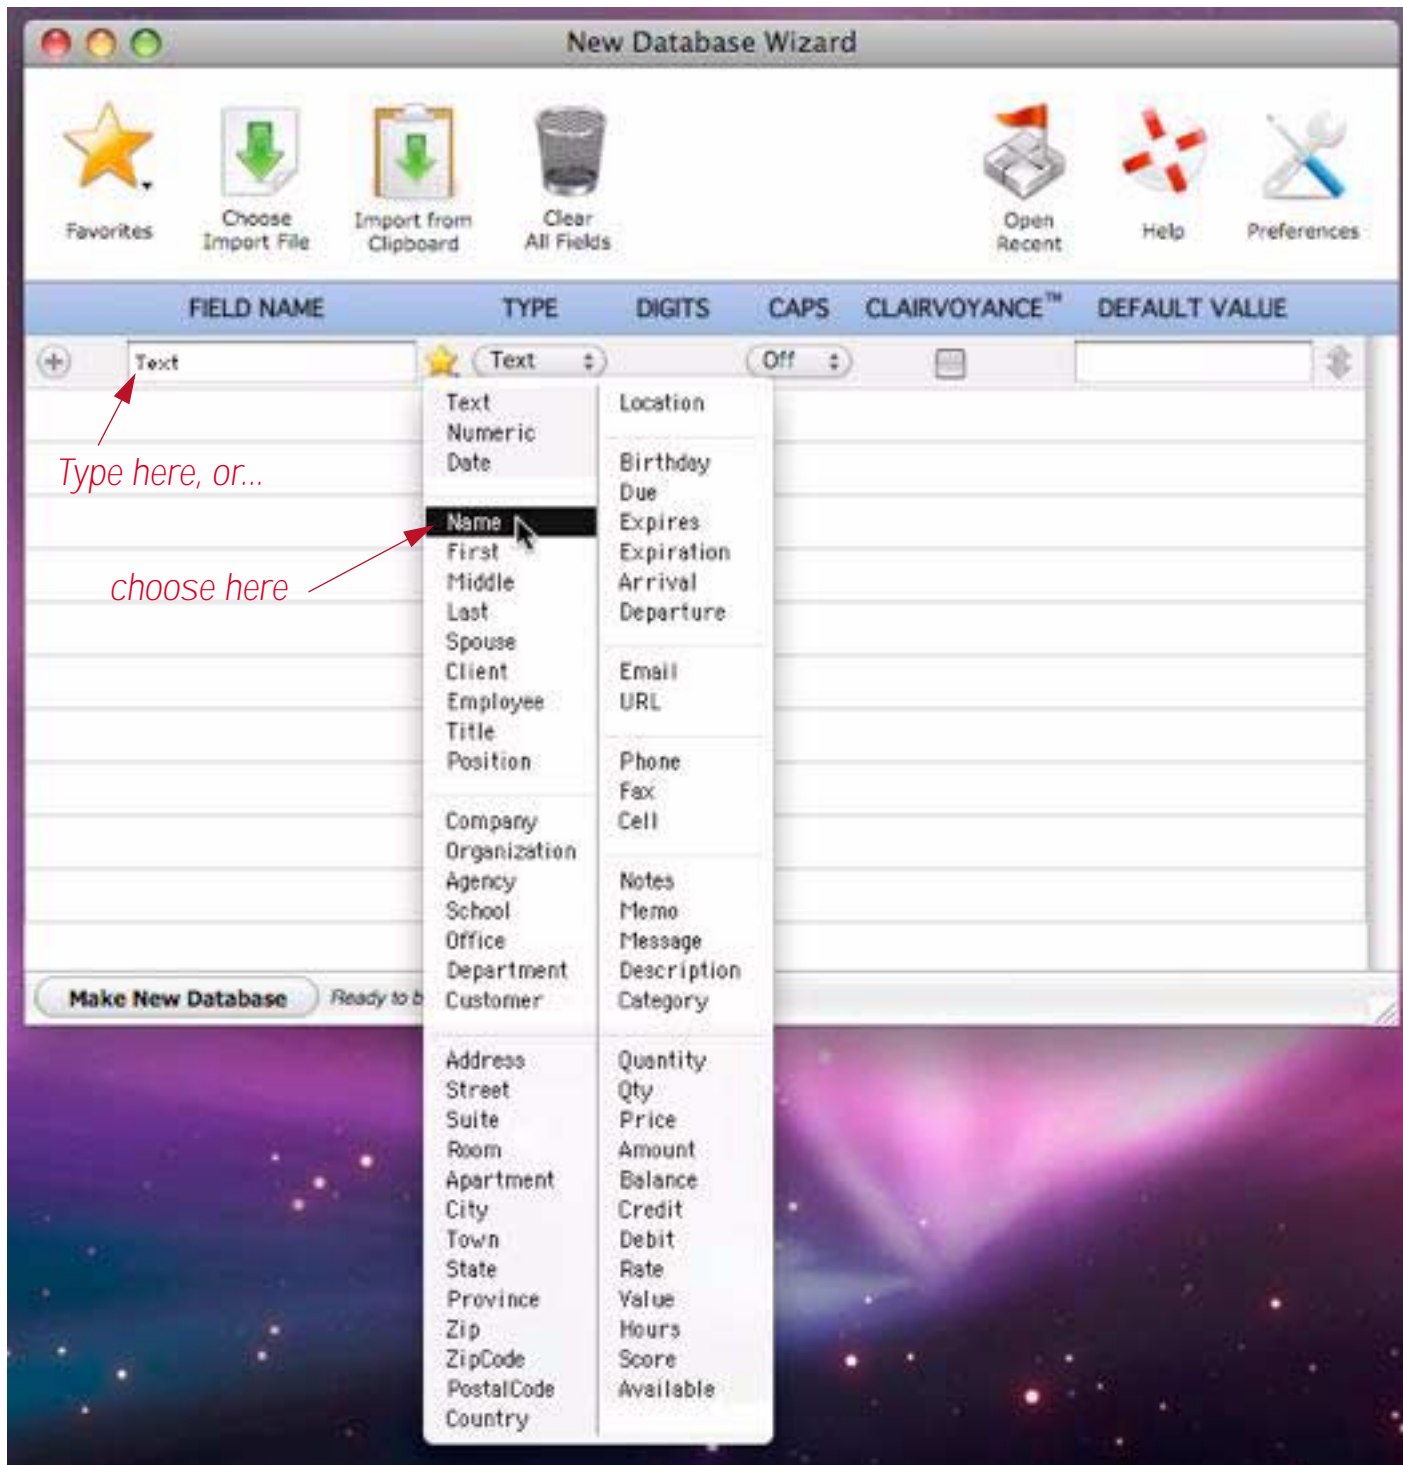 New Database Wizard
Favorites
Choose
Import File
Import from
Clipboard
Clear
All Fields
Open
Recent
Help
Preferences
FIELD NAME TYPE DIGITS CAPS CLAIRVOYANCE™ DEFAULT VALUE
Text Text Off
Type here, or...
choose here
Text
Numeric
Date
Name
First
Middle
Last
Spouse
Client
Employee
Title
Position
Company
Organization
Agency
School
Office
Department
Customer
Address
Street
Suite
Room
Apartment
City
Town
State
Province
Zip
ZipCode
PostalCode
Country
Location
Birthday
Due
Expires
Expiration
Arrival
Departure
Email
URL
Phone
Fax
Cell
Notes
Memo
Message
Description
Category
Quantity
Qty
Price
Amount
Balance
Credit
Debit
Rate
Value
Hours
Score
Available
Make New Database Ready to b